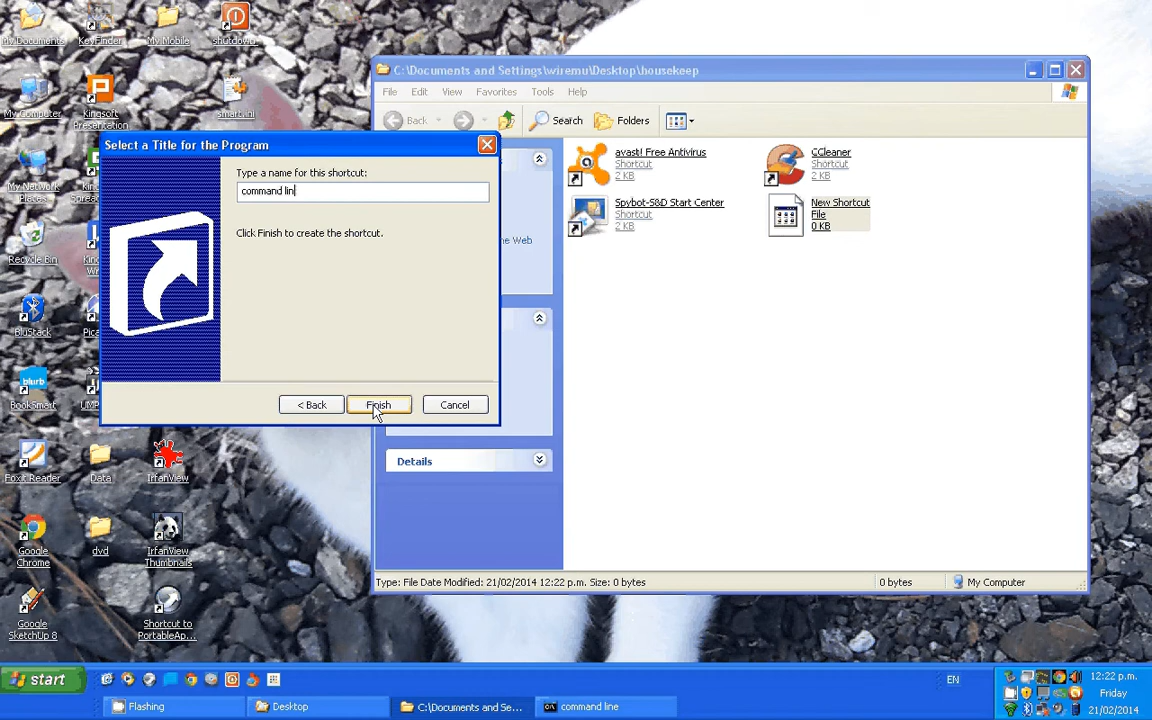 My Documents
KeyFinder
My Mobile
shutdown
My Computer
Kingsoft
Presentation
smart.ini
My Network
Places
Recycle Bin
BluStack
blurb
BookSmart
Foxit Reader
Data
IrfanView
Google
Chrome
dvd
IrfanView
Thumbnails
Google
SketchUp 8
Shortcut to
PortableAp...
C:\Documents and Settings\wiremu\Desktop\housekeep
File Edit View Favorites Tools Help
Back Search Folders
Select a Title for the Program
Type a name for this shortcut:
command lin
Click Finish to create the shortcut.
< Back Finish Cancel
avast! Free Antivirus
Shortcut
2 KB
CCleaner
Shortcut
2 KB
Spybot-S&D Start Center
Shortcut
2 KB
New Shortcut
File
0 KB
e Web
Details
Type: File Date Modified: 21/02/2014 12:22 p.m. Size: 0 bytes 0 bytes My Computer
start
EN
12:22 p.m.
Friday
21/02/2014
Flashing
Desktop
C:\Documents and Se...
command line